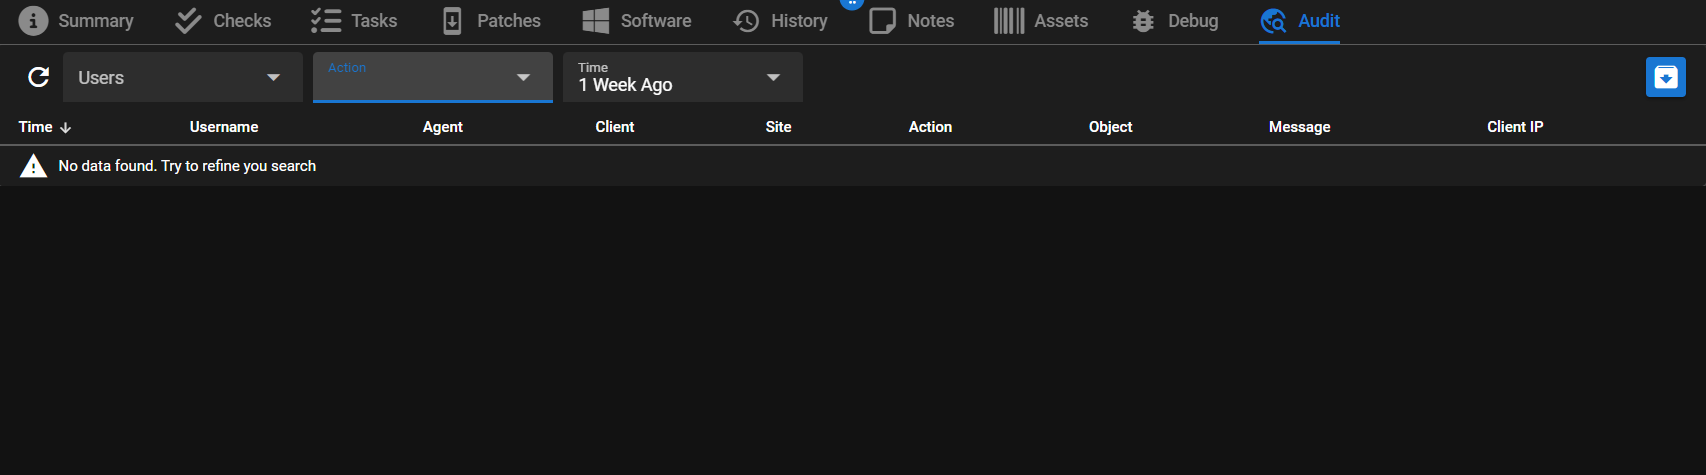 Summary Checks Tasks Patches Software History Notes Assets Debug Audit
Users Action Time
1 Week Ago
Time Username Agent Client Site Action Object Message Client IP
No data found. Try to refine you search